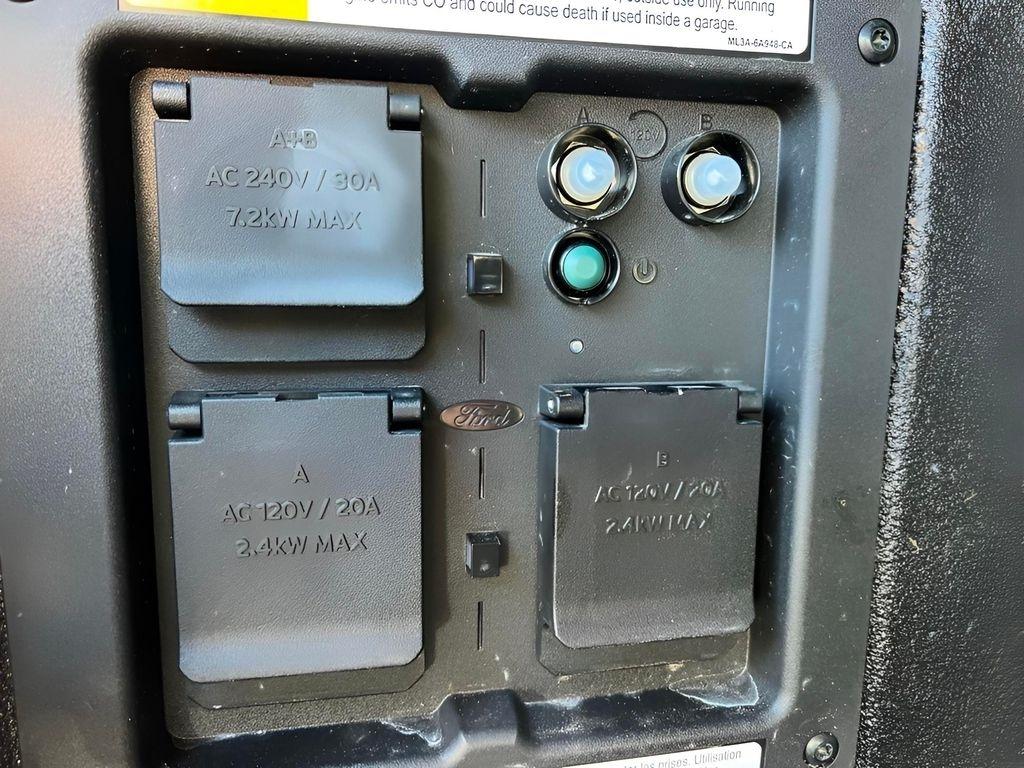 outside use only. Running
emits CO and could cause death if used inside a garage.
ML3A-6A948-CA
A+B
AC 240V / 30A
7.2KW MAX
A
120V
B
Ford
A
AC 120V / 20A
2.4KW MAX
B
AC 120V / 20A
2.4KW MAX
les prises. Utilisation